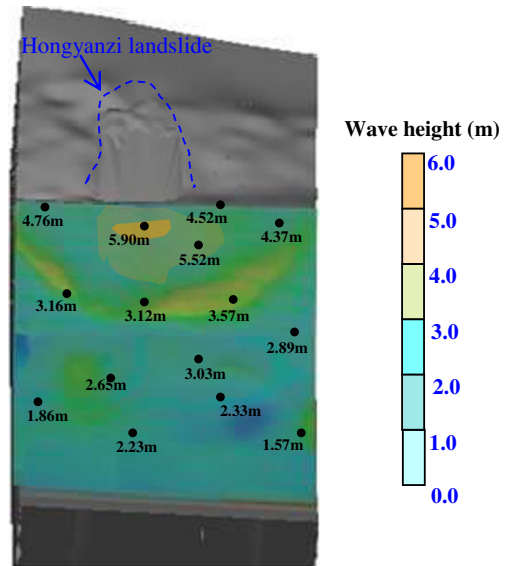 Hongyanzi landslide
Wave height (m)
6.0
5.0
4.0
3.0
2.0
1.0
0.0
4.76m
4.52m
5.90m
4.37m
5.52m
3.16m
3.12m
3.57m
2.89m
3.03m
2.65m
1.86m
2.33m
2.23m
1.57m